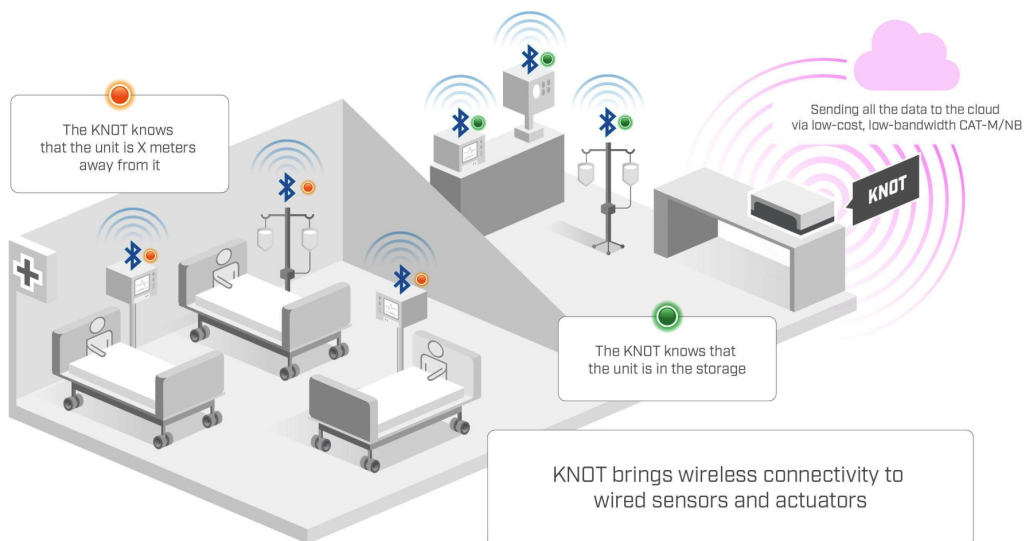 The KNOT knows
that the unit is X meters
away from it
Sending all the data to the cloud
via low-cost, low-bandwidth CAT-M/NB
KNOT
The KNOT knows that
the unit is in the storage
KNOT brings wireless connectivity to
wired sensors and actuators